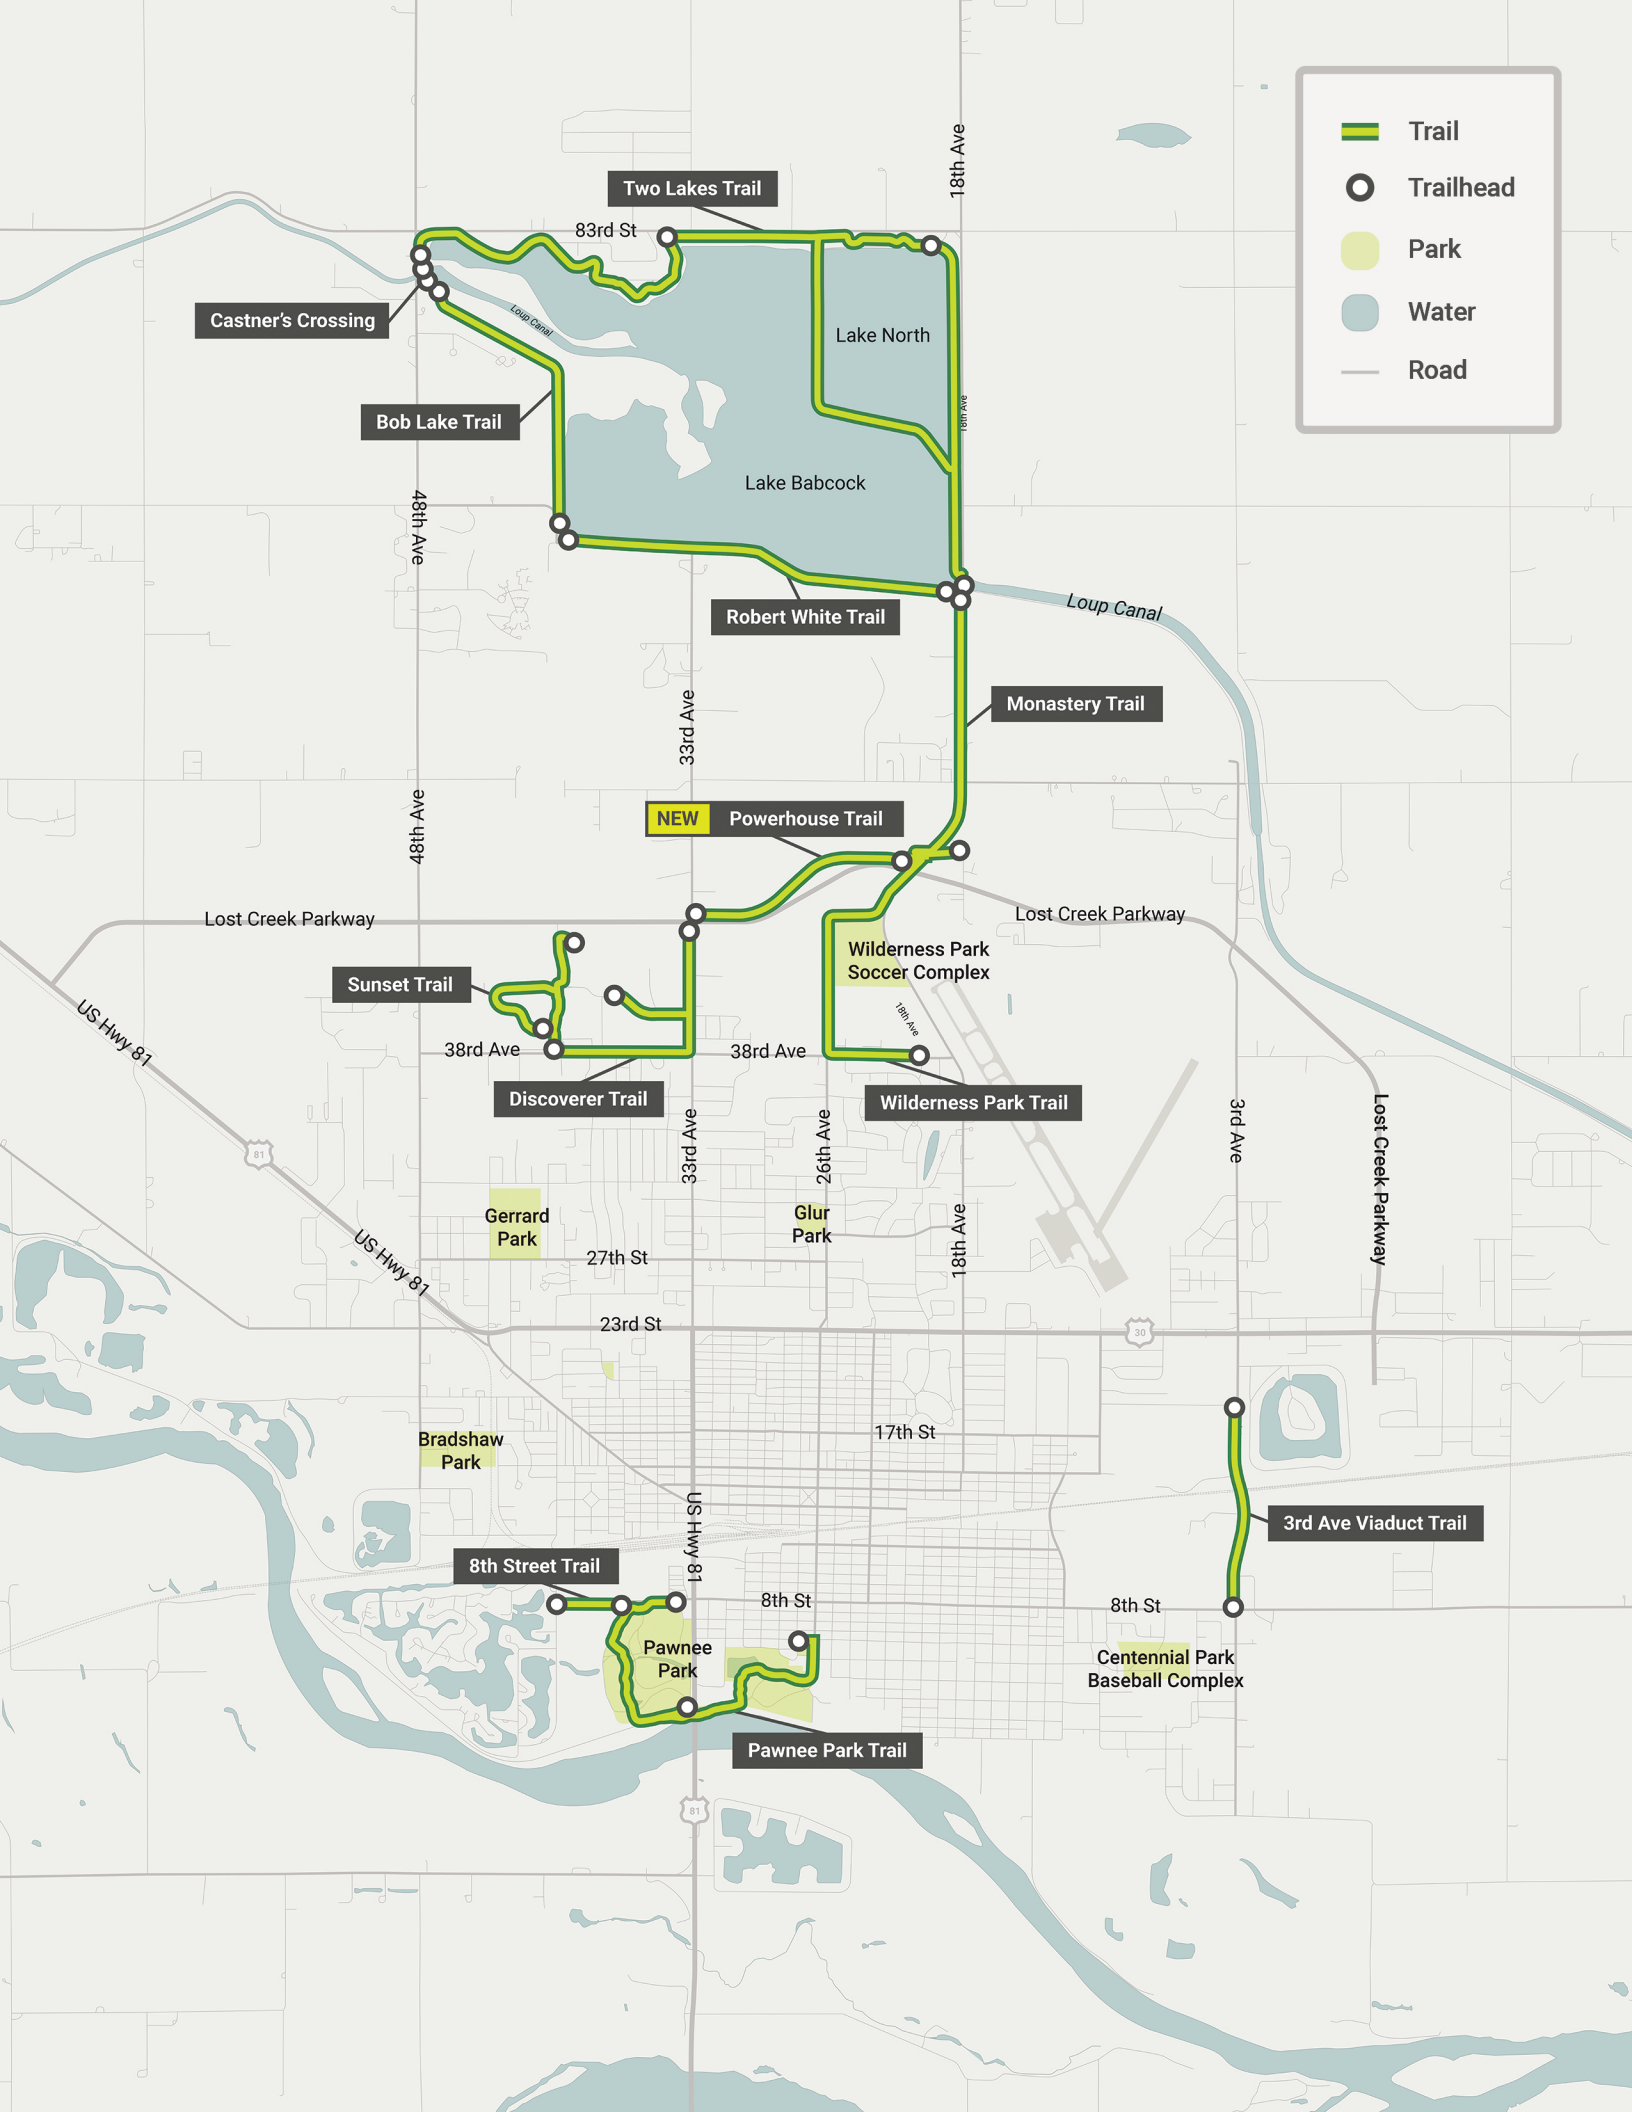 18th Ave
Trail
Trailhead
Park
Water
Road
Two Lakes Trail
83rd St
Castner's Crossing
Loup Canal
Lake North
Bob Lake Trail
18th Ave
Lake Babcock
48th Ave
Robert White Trail
Loup Canal
33rd Ave
Monastery Trail
48th Ave
NEW Powerhouse Trail
Lost Creek Parkway
Lost Creek Parkway
Wilderness Park
Soccer Complex
Sunset Trail
18th Ave
US Hwy 81
38rd Ave
38rd Ave
Discoverer Trail
Wilderness Park Trail
33rd Ave
26th Ave
3rd Ave
Lost Creek Parkway
81
Gerrard
Park
Glur
Park
18th Ave
US Hwy 81
27th St
23rd St
30
17th St
Bradshaw
Park
US Hwy 81
3rd Ave Viaduct Trail
8th Street Trail
8th St
8th St
Pawnee
Park
Centennial Park
Baseball Complex
Pawnee Park Trail
81